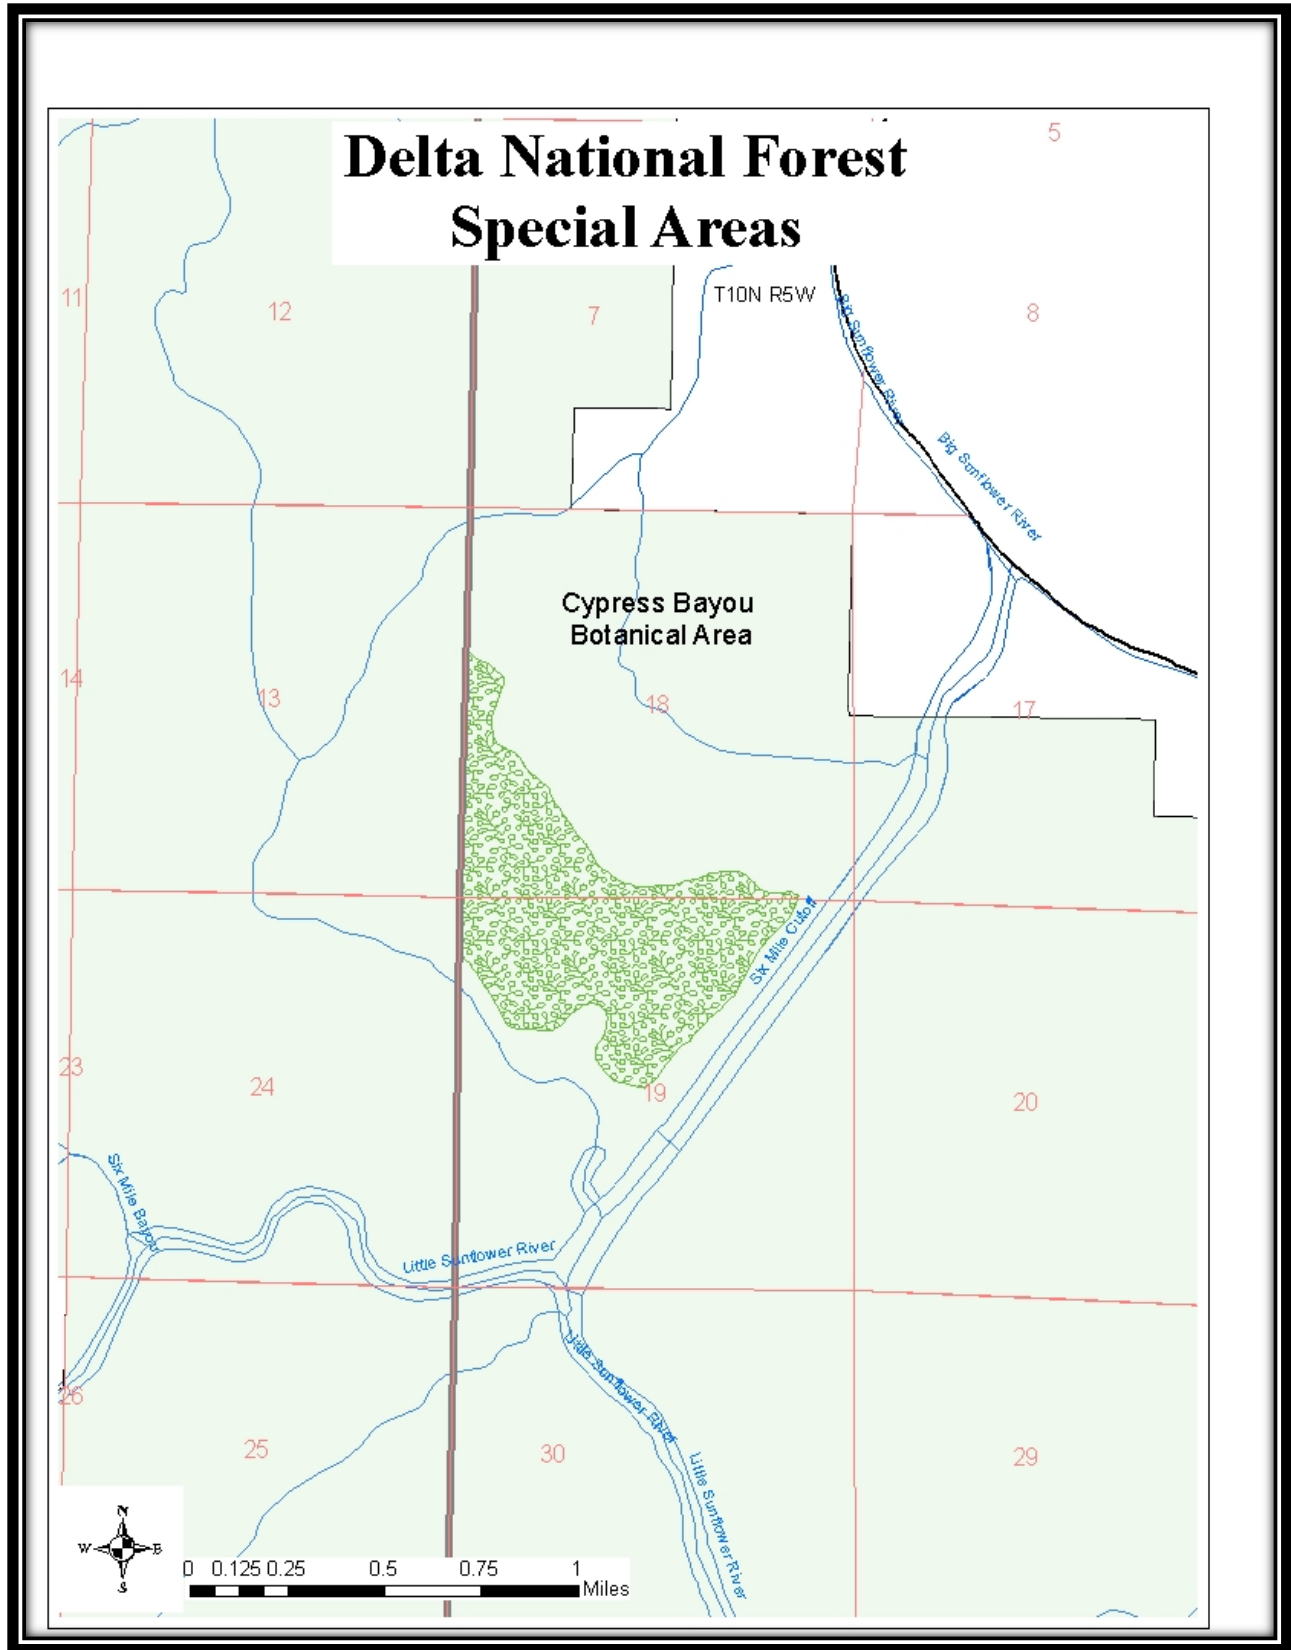 Delta National Forest
Special Areas
5
11
12
7
T10N R5W
8
Big Sunflower River
Big Sunflower River
Cypress Bayou
Botanical Area
14
13
18
17
Six Mile Cutoff
23
24
19
20
Six Mile Bayou
Little Sunflower River
Little Sunflower River
26
25
30
29
Little Sunflower River
N
W E
S
0 0.125 0.25 0.5 0.75 1
Miles